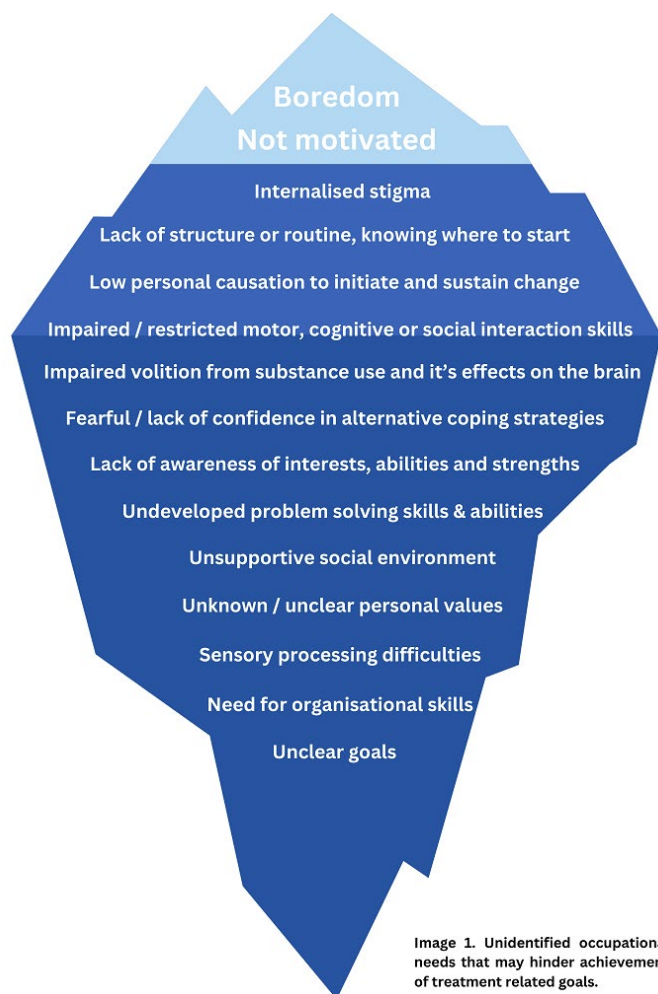 Boredom
Not motivated
Internalised stigma
Lack of structure or routine, knowing where to start
Low personal causation to initiate and sustain change
Impaired / restricted motor, cognitive or social interaction skills
Impaired volition from substance use and it's effects on the brain
Fearful / lack of confidence in alternative coping strategies
Lack of awareness of interests, abilities and strengths
Undeveloped problem solving skills & abilities
Unsupportive social environment
Unknown / unclear personal values
Sensory processing difficulties
Need for organisational skills
Unclear goals
Image 1. Unidentified occupationa
needs that may hinder achievemen
of treatment related goals.